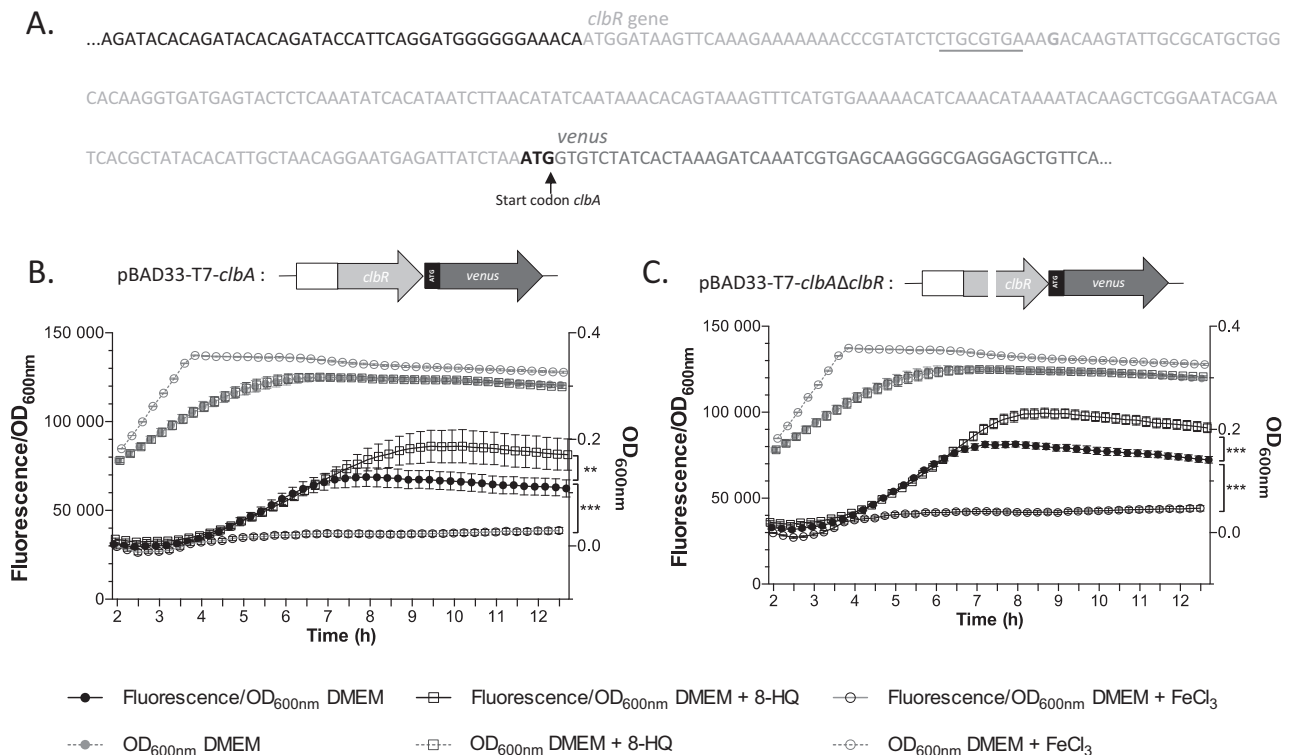 A.
clbR gene
...AGATACACAGATACACAGATACCATTCAGGATGGGGGGAAACAATGGATAAGTTCAAAGAAAAAAACCCGTATCTCTGCGTGAAAGACAAGTATTGCGCATGCTGG
CACAAGGTGATGAGTACTCTCAAATATCACATAATCTTAACATATCAATAAACACAGTAAAGTTTCATGTGAAAAACATCAAACATAAAATACAAGCTCGGAATACGAA
venus
TCACGCTATACACATTGCTAACAGGAATGAGATTATCTAAATGGTGTCTATCACTAAAGATCAAATCGTGAGCAAGGGCGAGGAGCTGTTCA...
Start codon clbA
B.
pBAD33-T7-clbA :
clbR
ATG
venus
150 000
100 000
50 000
0
Fluorescence/OD600nm
0.4
0.2
0.0
OD600nm
**
***
2 3 4 5 6 7 8 9 10 11 12
Time (h)
C.
pBAD33-T7-clbAΔclbR :
clbR
ATG
venus
150 000
100 000
50 000
0
Fluorescence/OD600nm
0.4
0.2
0.0
OD600nm
***
***
2 3 4 5 6 7 8 9 10 11 12
Time (h)
Fluorescence/OD600nm DMEM
Fluorescence/OD600nm DMEM + 8-HQ
Fluorescence/OD600nm DMEM + FeCl3
OD600nm DMEM
OD600nm DMEM + 8-HQ
OD600nm DMEM + FeCl3